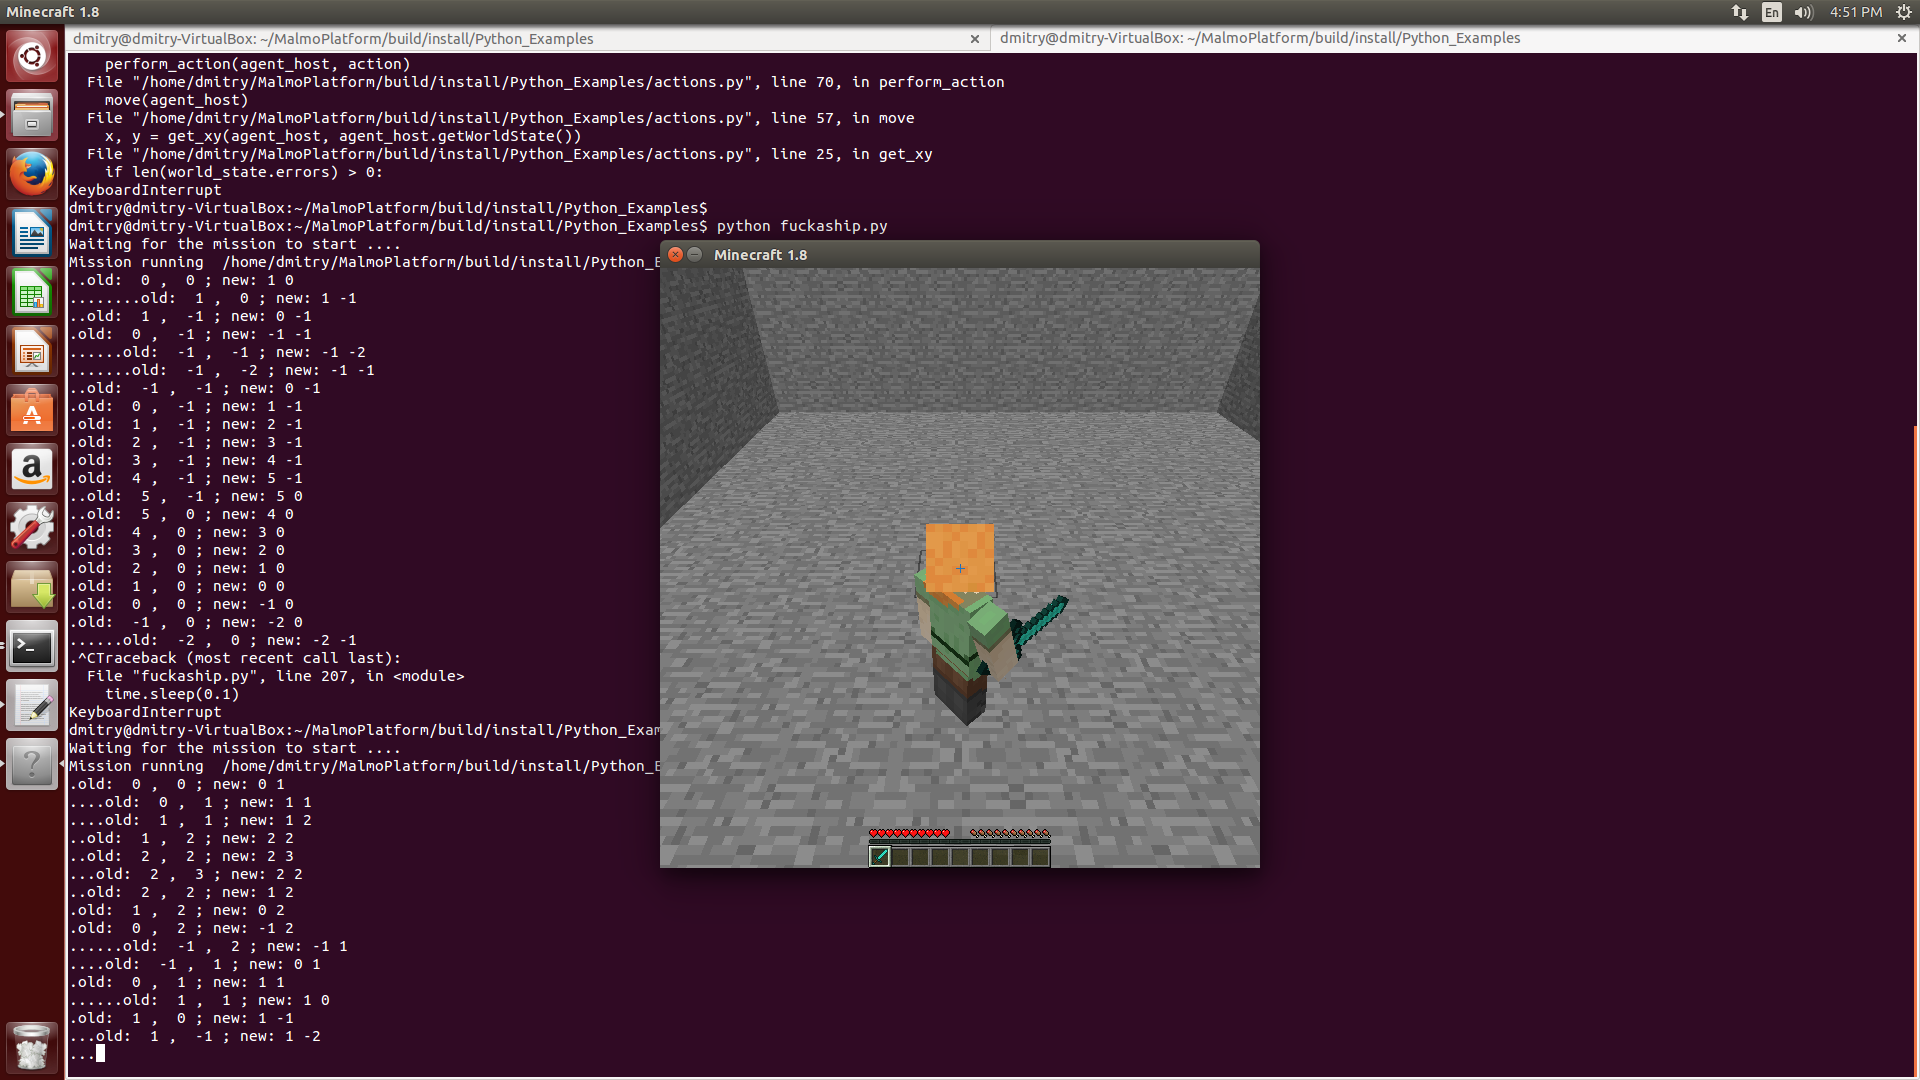 Minecraft 1.8
En
4:51 PM
dmitry@dmitry-VirtualBox: ~/MalmoPlatform/build/install/Python_Examples
dmitry@dmitry-VirtualBox: ~/MalmoPlatform/build/install/Python_Examples
perform_action(agent_host, action)
File "/home/dmitry/MalmoPlatform/build/install/Python_Examples/actions.py", line 70, in perform_action
move(agent_host)
File "/home/dmitry/MalmoPlatform/build/install/Python_Examples/actions.py", line 57, in move
x, y = get_xy(agent_host, agent_host.getWorldState())
File "/home/dmitry/MalmoPlatform/build/install/Python_Examples/actions.py", line 25, in get_xy
if len(world_state.errors) > 0:
KeyboardInterrupt
dmitry@dmitry-VirtualBox:~/MalmoPlatform/build/install/Python_Examples$
dmitry@dmitry-VirtualBox:~/MalmoPlatform/build/install/Python_Examples$ python fuckaship.py
Waiting for the mission to start ....
Mission running  /home/dmitry/MalmoPlatform/build/install/Python_E
..old:  0 ,  0 ; new: 1 0
........old:  1 ,  0 ; new: 1 -1
..old:  1 ,  -1 ; new: 0 -1
.old:  0 ,  -1 ; new: -1 -1
......old:  -1 ,  -1 ; new: -1 -2
.......old:  -1 ,  -2 ; new: -1 -1
..old:  -1 ,  -1 ; new: 0 -1
.old:  0 ,  -1 ; new: 1 -1
.old:  1 ,  -1 ; new: 2 -1
.old:  2 ,  -1 ; new: 3 -1
.old:  3 ,  -1 ; new: 4 -1
.old:  4 ,  -1 ; new: 5 -1
..old:  5 ,  -1 ; new: 5 0
..old:  5 ,  0 ; new: 4 0
.old:  4 ,  0 ; new: 3 0
.old:  3 ,  0 ; new: 2 0
.old:  2 ,  0 ; new: 1 0
.old:  1 ,  0 ; new: 0 0
.old:  0 ,  0 ; new: -1 0
.old:  -1 ,  0 ; new: -2 0
......old:  -2 ,  0 ; new: -2 -1
.^CTraceback (most recent call last):
File "fuckaship.py", line 207, in <module>
time.sleep(0.1)
KeyboardInterrupt
dmitry@dmitry-VirtualBox:~/MalmoPlatform/build/install/Python_Exam
Waiting for the mission to start ....
Mission running  /home/dmitry/MalmoPlatform/build/install/Python_E
.old:  0 ,  0 ; new: 0 1
....old:  0 ,  1 ; new: 1 1
....old:  1 ,  1 ; new: 1 2
..old:  1 ,  2 ; new: 2 2
..old:  2 ,  2 ; new: 2 3
...old:  2 ,  3 ; new: 2 2
..old:  2 ,  2 ; new: 1 2
.old:  1 ,  2 ; new: 0 2
.old:  0 ,  2 ; new: -1 2
......old:  -1 ,  2 ; new: -1 1
....old:  -1 ,  1 ; new: 0 1
.old:  0 ,  1 ; new: 1 1
......old:  1 ,  1 ; new: 1 0
.old:  1 ,  0 ; new: 1 -1
...old:  1 ,  -1 ; new: 1 -2
...
Minecraft 1.8